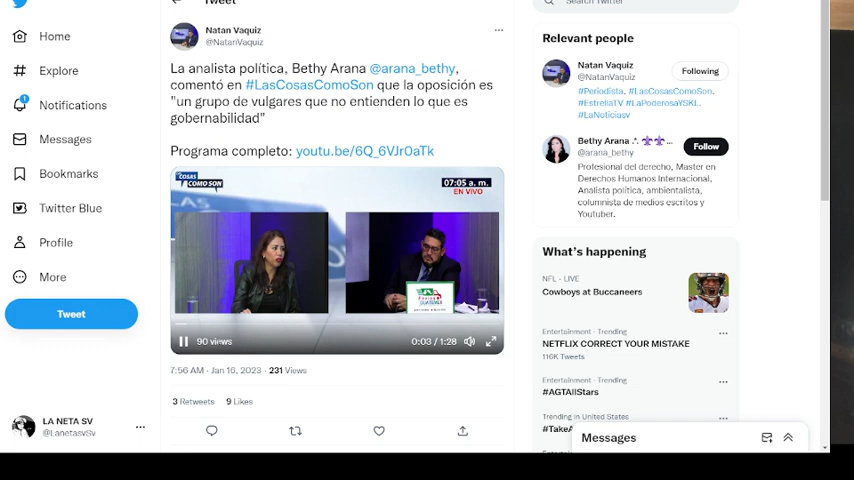 Tweet
Search Twitter
Home
Explore
1
Notifications
Messages
Bookmarks
Twitter Blue
Profile
More
Tweet
LA NETA SV
@LanetasvSv
Natan Vaquiz
@NatanVaquiz
La analista política, Bethy Arana @arana_bethy,
comentó en #LasCosasComoSon que la oposición es
"un grupo de vulgares que no entienden lo que es
gobernabilidad"
Programa completo: youtu.be/6Q_6VJr0aTk
COSAS
COMO SON
07:05 a. m.
EN VIVO
90 views
0:03 / 1:28
7:56 AM · Jan 16, 2023 · 231 Views
3 Retweets 9 Likes
Relevant people
Natan Vaquiz
@NatanVaquiz
Following
#Periodista. #LasCosasComoSon.
#EstrellaTV #LaPoderosaYSKL.
#LaNoticiasv
Bethy Arana .*. ⚜️⚜️...
@arana_bethy
Follow
Profesional del derecho, Master en
Derechos Humanos Internacional,
Analista política, ambientalista,
columnista de medios escritos y
Youtuber.
What's happening
NFL · LIVE
Cowboys at Buccaneers
Entertainment · Trending
NETFLIX CORRECT YOUR MISTAKE
116K Tweets
Entertainment · Trending
#AGTAllStars
Trending in United States
Messages